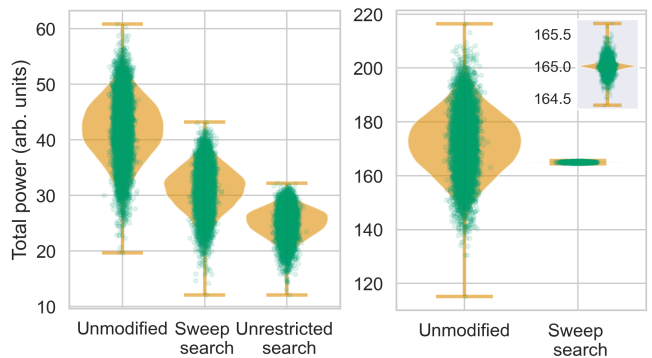 Total power (arb. units)
60
50
40
30
20
10
Unmodified
Sweep search
Unrestricted search
220
200
180
160
140
120
165.5
165.0
164.5
Unmodified
Sweep
search